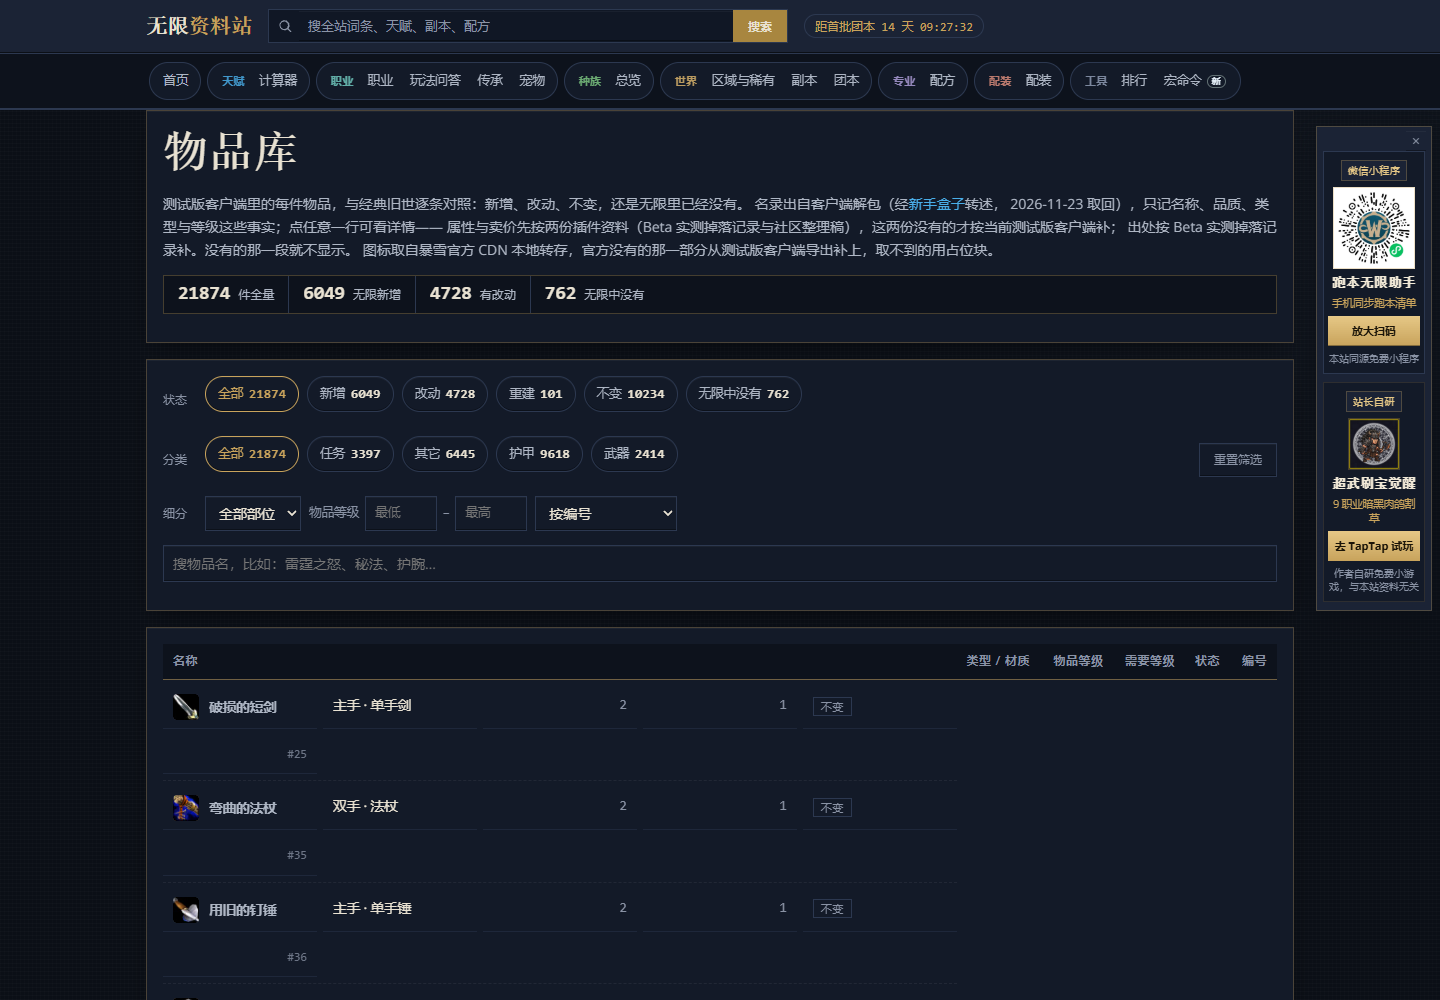 无限资料站
搜全站词条、天赋、副本、配方
搜索
距首批团本 14 天 09:27:32
首页
天赋 计算器
职业 职业 玩法问答 传承 宠物
种族 总览
世界 区域与稀有 副本 团本
专业 配方
配装 配装
工具 排行 宏命令 新
物品库
测试版客户端里的每件物品，与经典旧世逐条对照：新增、改动、不变，还是无限里已经没有。 名录出自客户端解包（经新手盒子转述， 2026-11-23 取回），只记名称、品质、类
型与等级这些事实；点任意一行可看详情—— 属性与卖价先按两份插件资料（Beta 实测掉落记录与社区整理稿），这两份没有的才按当前测试版客户端补； 出处按 Beta 实测掉落记
录补。没有的那一段就不显示。 图标取自暴雪官方 CDN 本地转存，官方没有的那一部分从测试版客户端导出补上，取不到的用占位块。
21874 件全量
6049 无限新增
4728 有改动
762 无限中没有
状态 全部 21874 新增 6049 改动 4728 重建 101 不变 10234 无限中没有 762
分类 全部 21874 任务 3397 其它 6445 护甲 9618 武器 2414 重置筛选
细分 全部部位 物品等级 最低 – 最高 按编号
搜物品名，比如：雷霆之怒、秘法、护腕...
名称 类型 / 材质 物品等级 需要等级 状态 编号
破损的短剑 主手 · 单手剑 2 1 不变
#25
弯曲的法杖 双手 · 法杖 2 1 不变
#35
用旧的钉锤 主手 · 单手锤 2 1 不变
#36
×
微信小程序
跑本无限助手
手机同步跑本清单
放大扫码
本站同源免费小程序
站长自研
超武刷宝觉醒
9 职业暗黑肉鸽割
草
去 TapTap 试玩
作者自研免费小游
戏，与本站资料无关